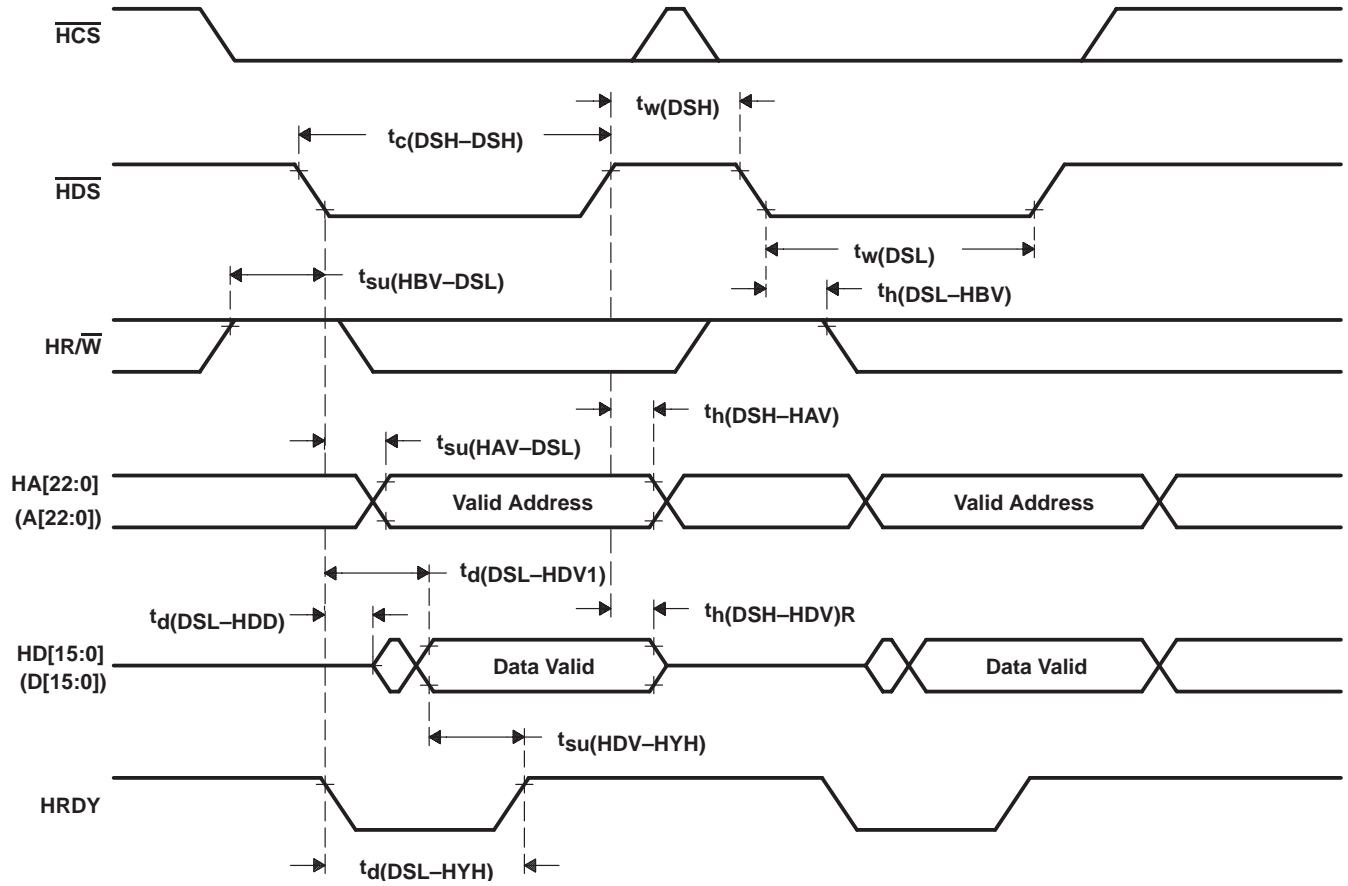 H̅C̅S̅
tw(DSH)
tc(DSH–DSH)
H̅D̅S̅
tw(DSL)
tsu(HBV–DSL)
th(DSL–HBV)
HR/W̅
th(DSH–HAV)
tsu(HAV–DSL)
HA[22:0]
(A[22:0])
Valid Address
Valid Address
td(DSL–HDV1)
td(DSL–HDD)
th(DSH–HDV)R
HD[15:0]
(D[15:0])
Data Valid
Data Valid
tsu(HDV–HYH)
HRDY
td(DSL–HYH)